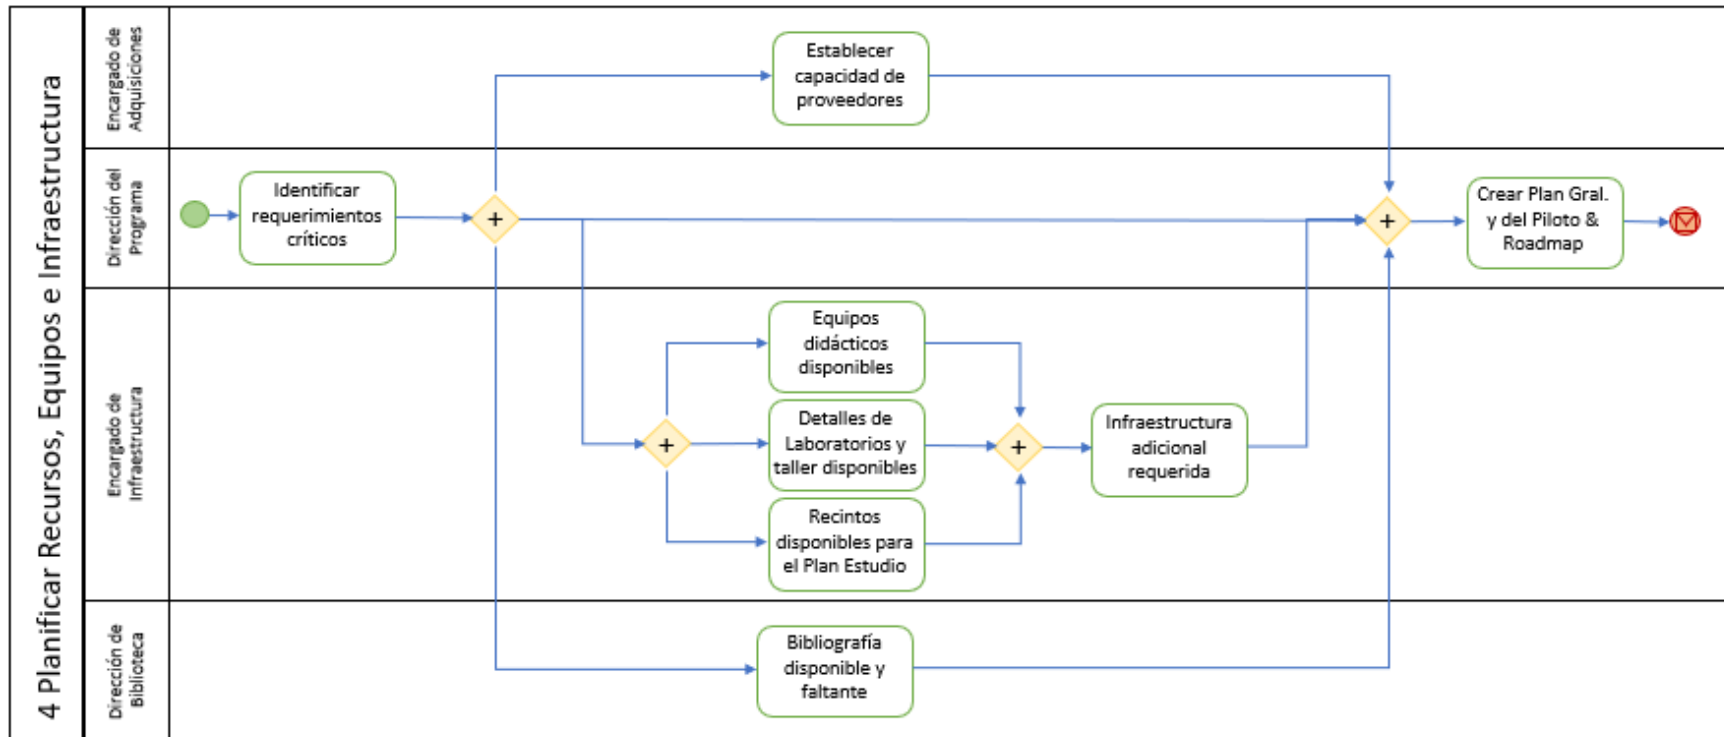 4 Planificar Recursos, Equipos e Infraestructura
Encargado de
Adquisiciones
Establecer
capacidad de
proveedores
Dirección del
Programa
Identificar
requerimientos
críticos
+
+
Crear Plan Gral.
y del Piloto &
Roadmap
Encargado de
Infraestructura
Equipos
didácticos
disponibles
+
Detalles de
Laboratorios y
taller disponibles
+
Infraestructura
adicional
requerida
Recintos
disponibles para
el Plan Estudio
Dirección de
Biblioteca
Bibliografía
disponible y
faltante